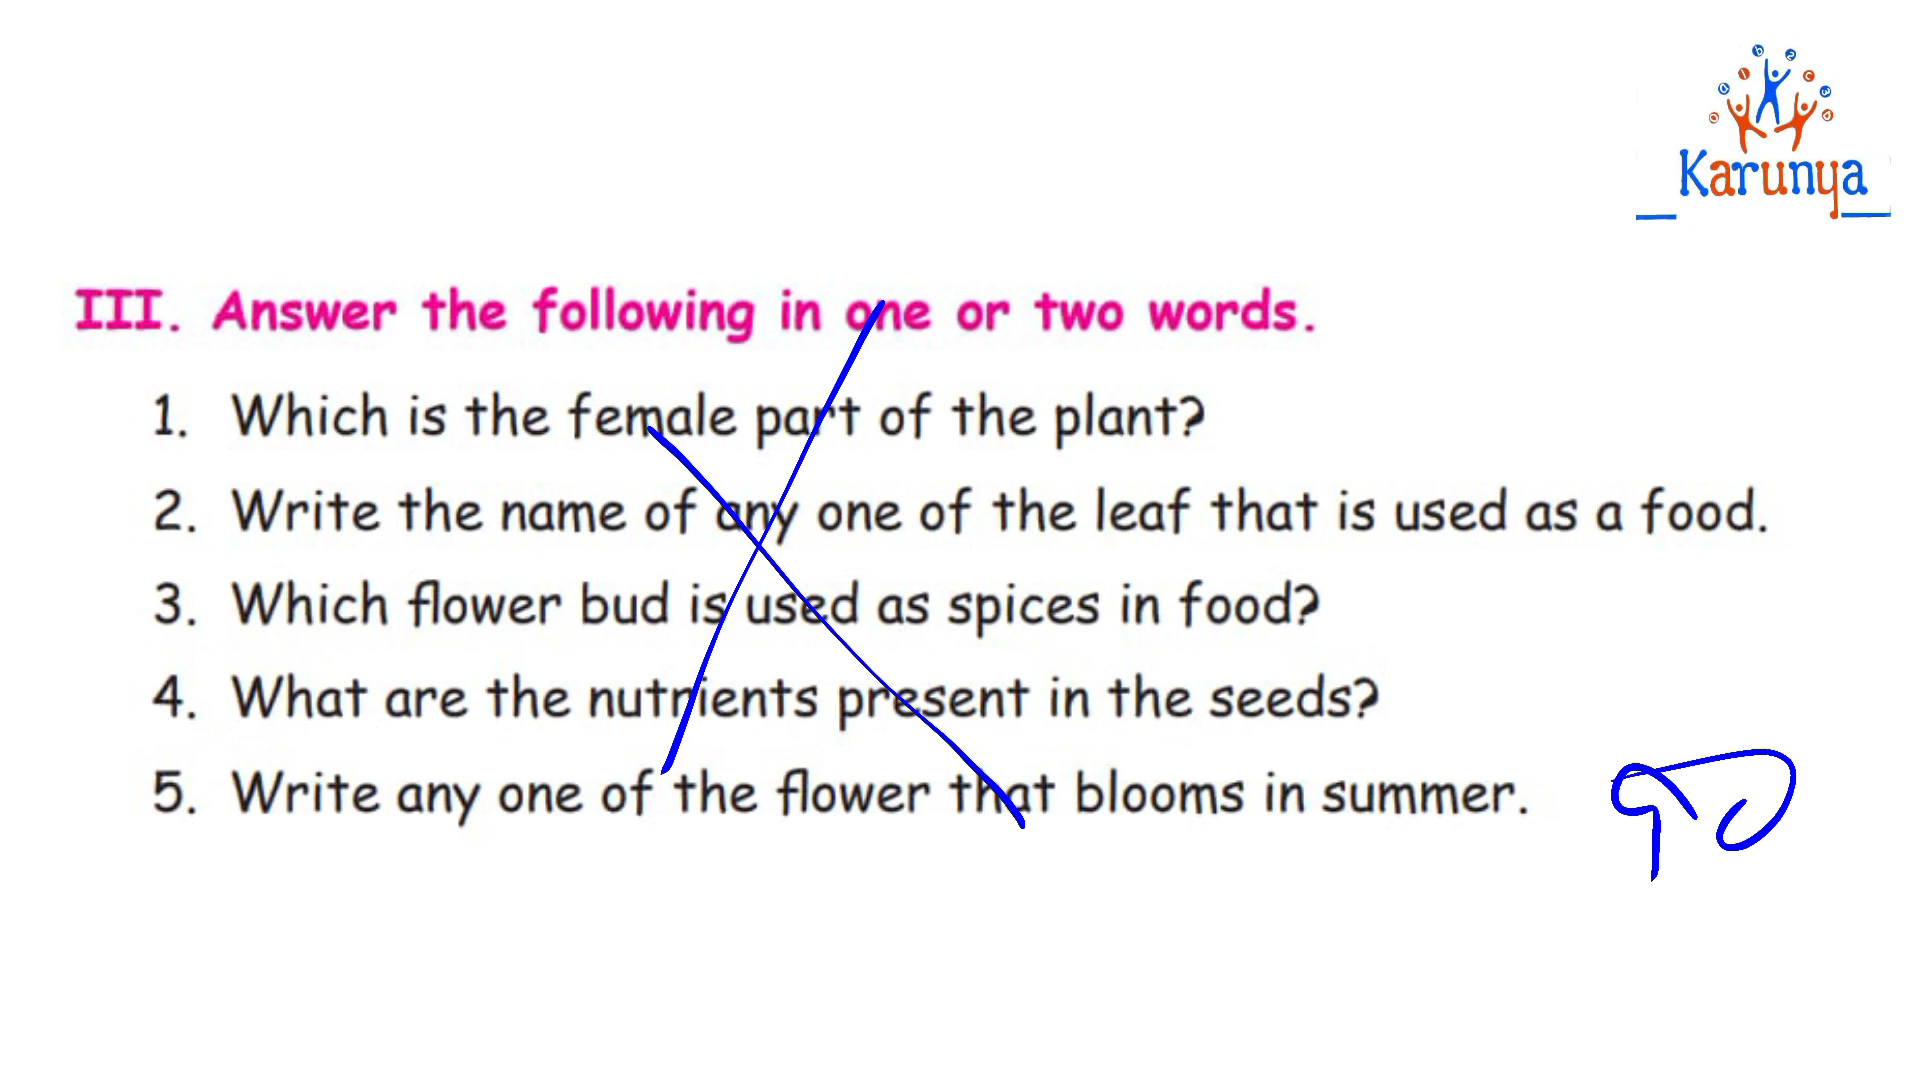 Karunya
III. Answer the following in one or two words.
1. Which is the female part of the plant?
2. Write the name of any one of the leaf that is used as a food.
3. Which flower bud is used as spices in food?
4. What are the nutrients present in the seeds?
5. Write any one of the flower that blooms in summer.